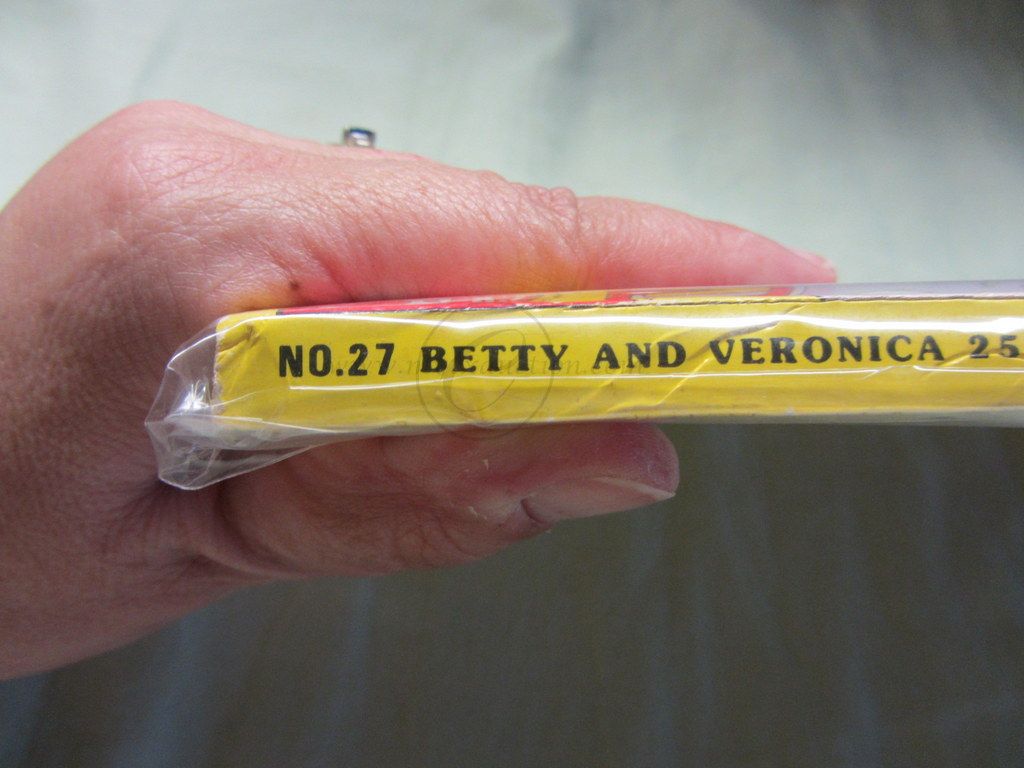 NO.27 BETTY AND VERONICA 25